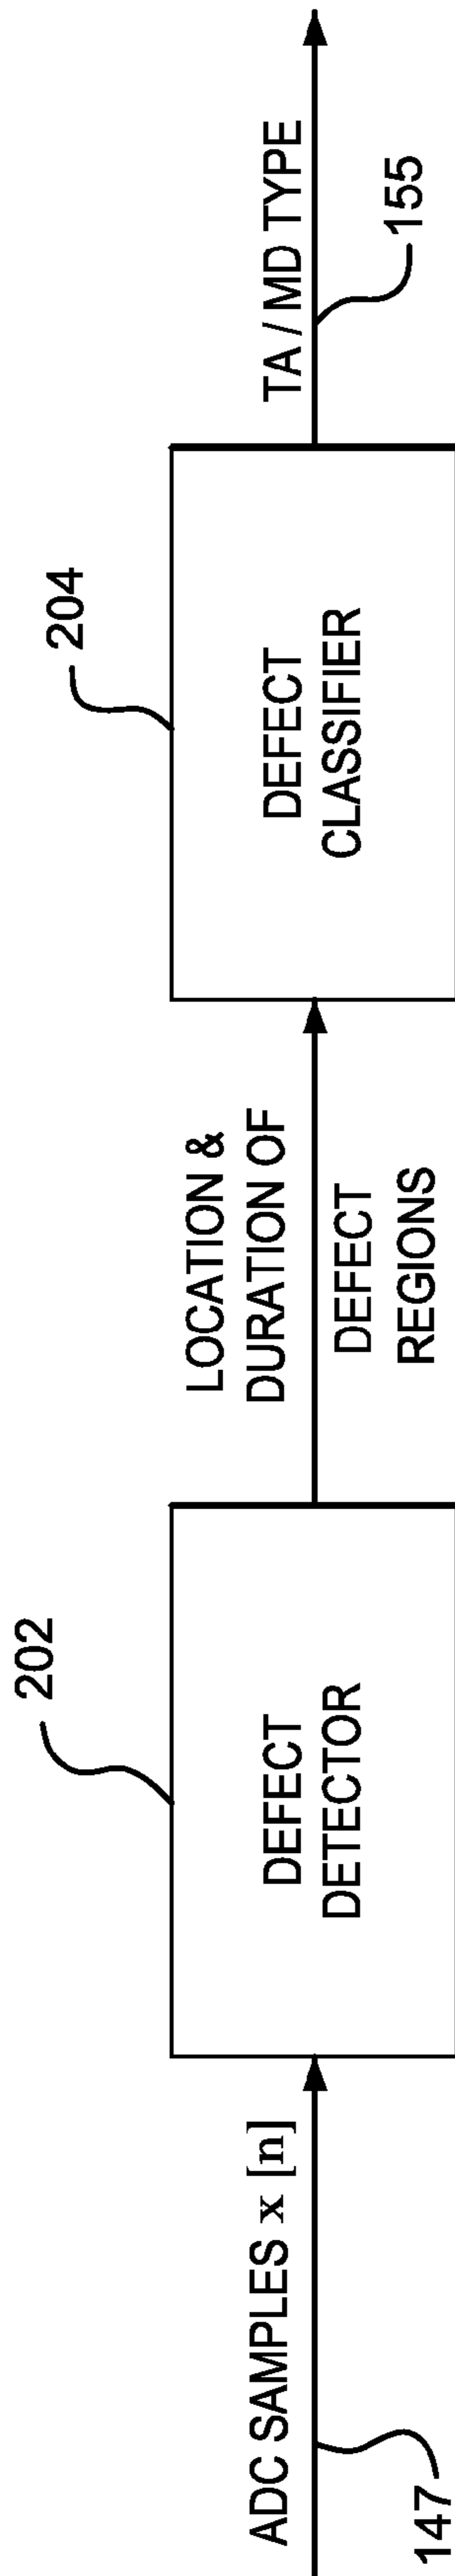 ADC SAMPLES x [n]
147
202
DEFECT
DETECTOR
LOCATION &
DURATION OF
DEFECT
REGIONS
204
DEFECT
CLASSIFIER
TA / MD TYPE
155